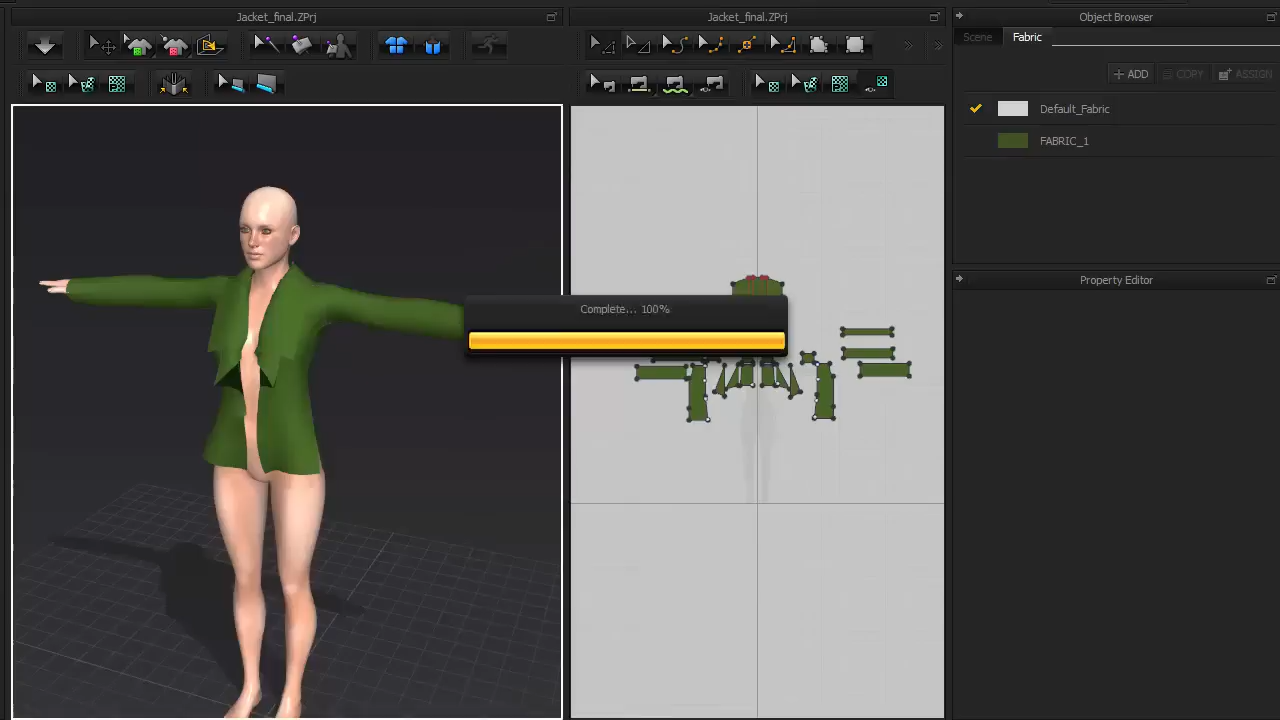 Jacket_final.ZPrj
Jacket_final.ZPrj
Object Browser
Scene
Fabric
ADD
COPY
ASSIGN
Default_Fabric
FABRIC_1
Property Editor
Complete... 100%